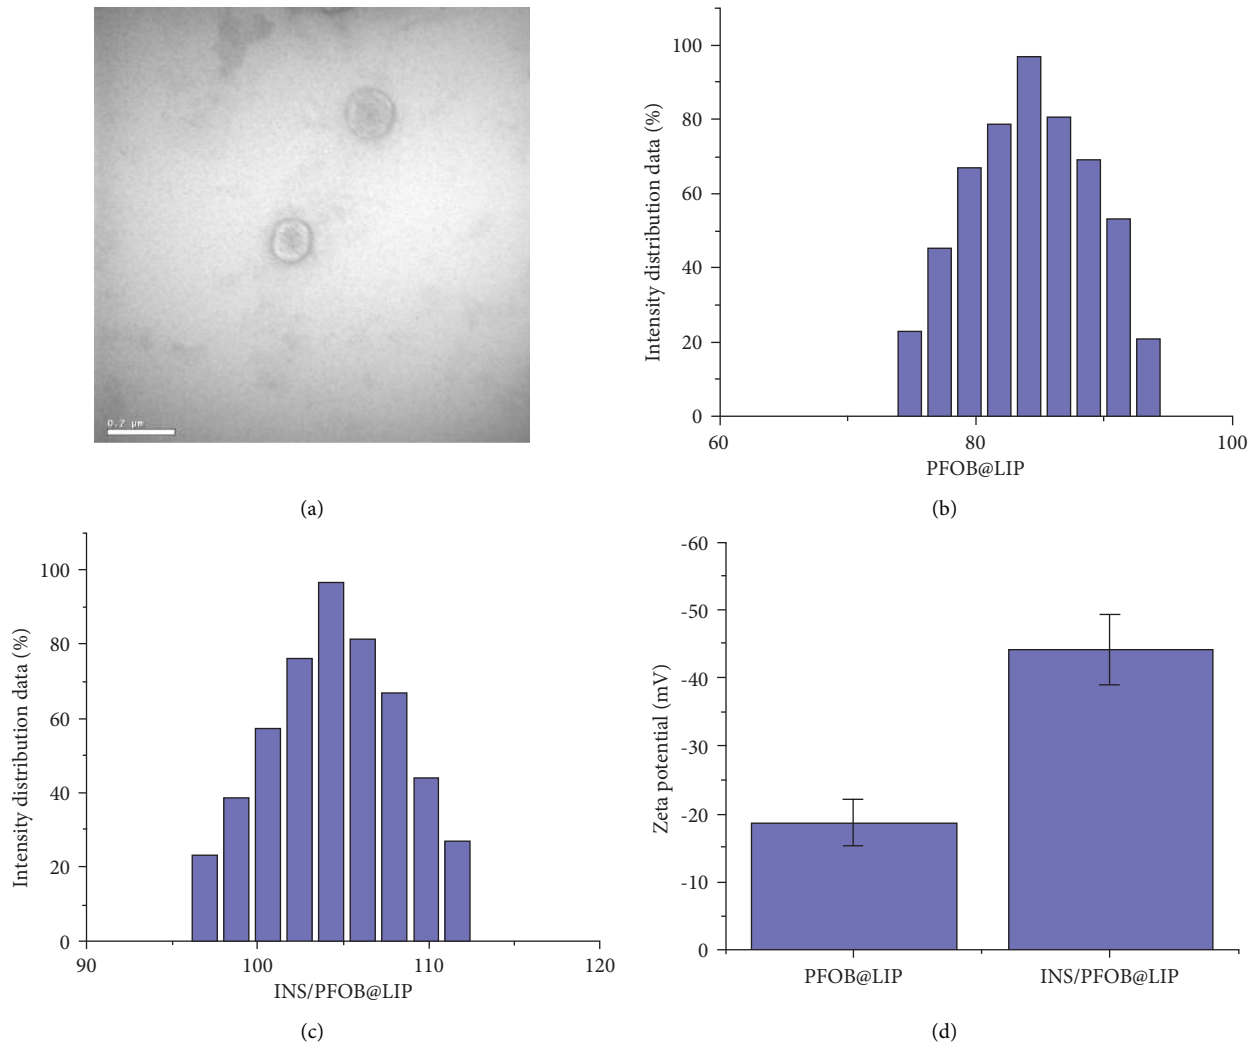 0.2 µm
(a)
Intensity distribution data (%)
100
80
60
40
20
0
60
80
100
PFOB@LIP
(b)
Intensity distribution data (%)
100
80
60
40
20
0
90
100
110
120
INS/PFOB@LIP
(c)
Zeta potential (mV)
-60
-50
-40
-30
-20
-10
0
PFOB@LIP
INS/PFOB@LIP
(d)